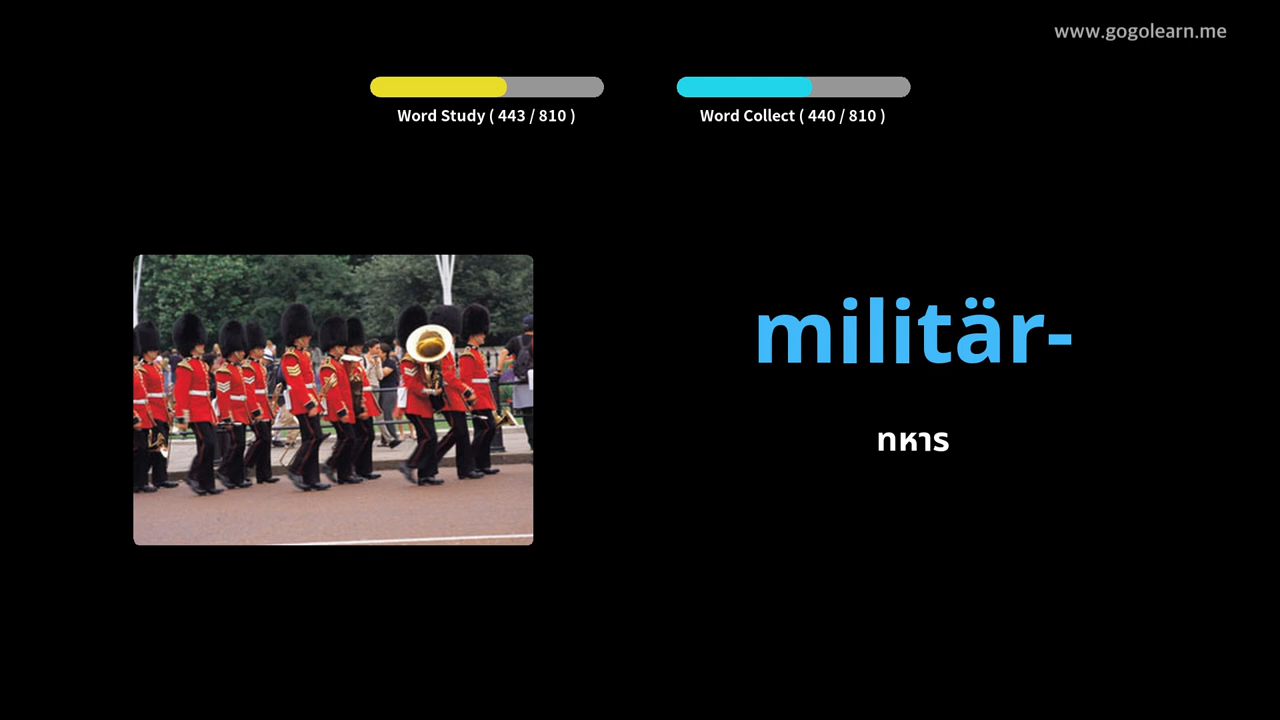 www.gogolearn.me
Word Study ( 443 / 810 )
Word Collect ( 440 / 810 )
militär-
ทหาร